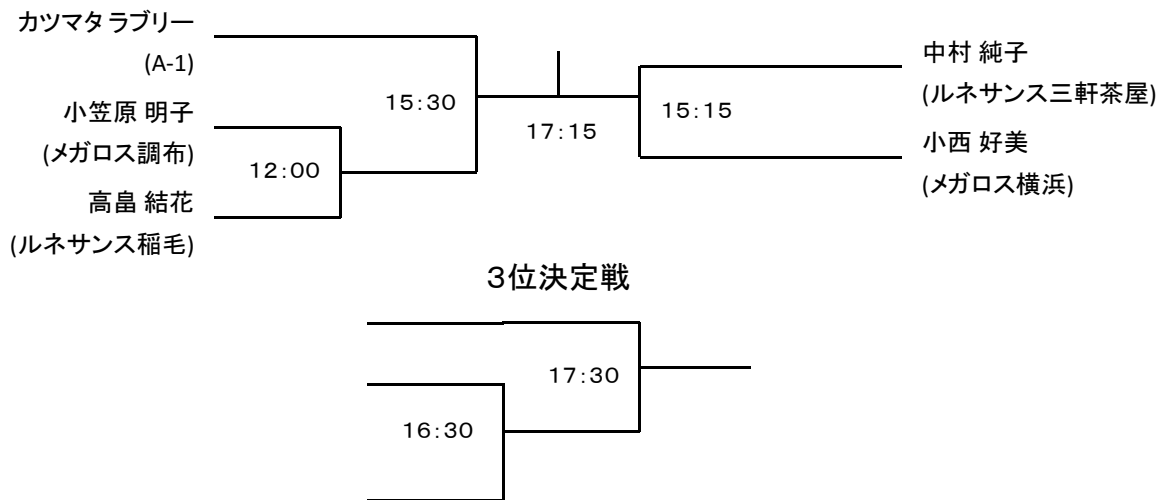 カツマタ ラブリー
(A-1)
小笠原 明子
(メガロス調布)
高畠 結花
(ルネサンス稲毛)
12:00
15:30
17:15
15:15
中村 純子
(ルネサンス三軒茶屋)
小西 好美
(メガロス横浜)
3位決定戦
17:30
16:30